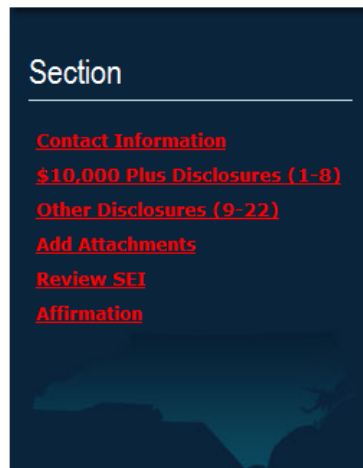 Section
Contact Information
$10,000 Plus Disclosures (1-8)
Other Disclosures (9-22)
Add Attachments
Review SEI
Affirmation